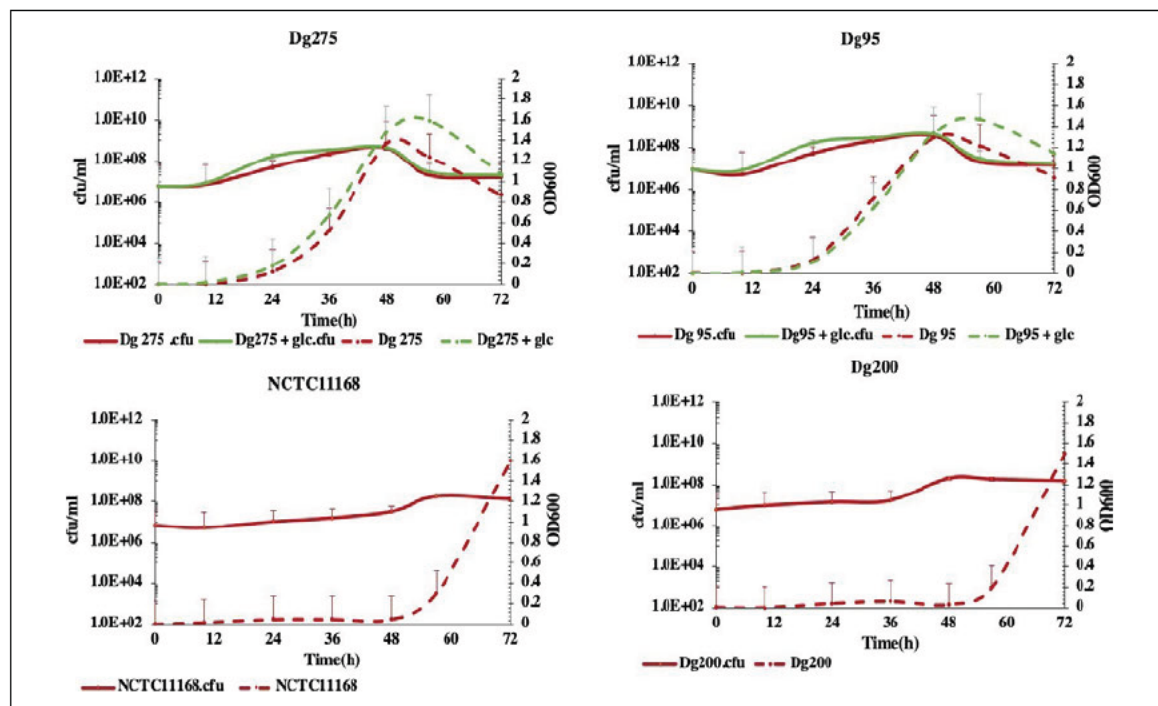 Dg275
1.0E+12
1.0E+10
1.0E+08
1.0E+06
1.0E+04
1.0E+02
cfu/ml
2
1.8
1.6
1.4
1.2
1
0.8
0.6
0.4
0.2
0
OD600
0 12 24 36 48 60 72
Time(h)
Dg 275 .cfu Dg275 + glc.cfu Dg 275 Dg275 + glc
Dg95
1.0E+12
1.0E+10
1.0E+08
1.0E+06
1.0E+04
1.0E+02
cfu/ml
2
1.8
1.6
1.4
1.2
1
0.8
0.6
0.4
0.2
0
OD600
0 12 24 36 48 60 72
Time(h)
Dg 95.cfu Dg95 + glc.cfu Dg 95 Dg95 + glc
NCTC11168
1.0E+12
1.0E+10
1.0E+08
1.0E+06
1.0E+04
1.0E+02
cfu/ml
2
1.8
1.6
1.4
1.2
1
0.8
0.6
0.4
0.2
0
OD600
0 12 24 36 48 60 72
Time(h)
NCTC11168.cfu NCTC11168
Dg200
1.0E+12
1.0E+10
1.0E+08
1.0E+06
1.0E+04
1.0E+02
cfu/ml
2
1.8
1.6
1.4
1.2
1
0.8
0.6
0.4
0.2
0
0 12 24 36 48 60 72
Time(h)
Dg200.cfu Dg200